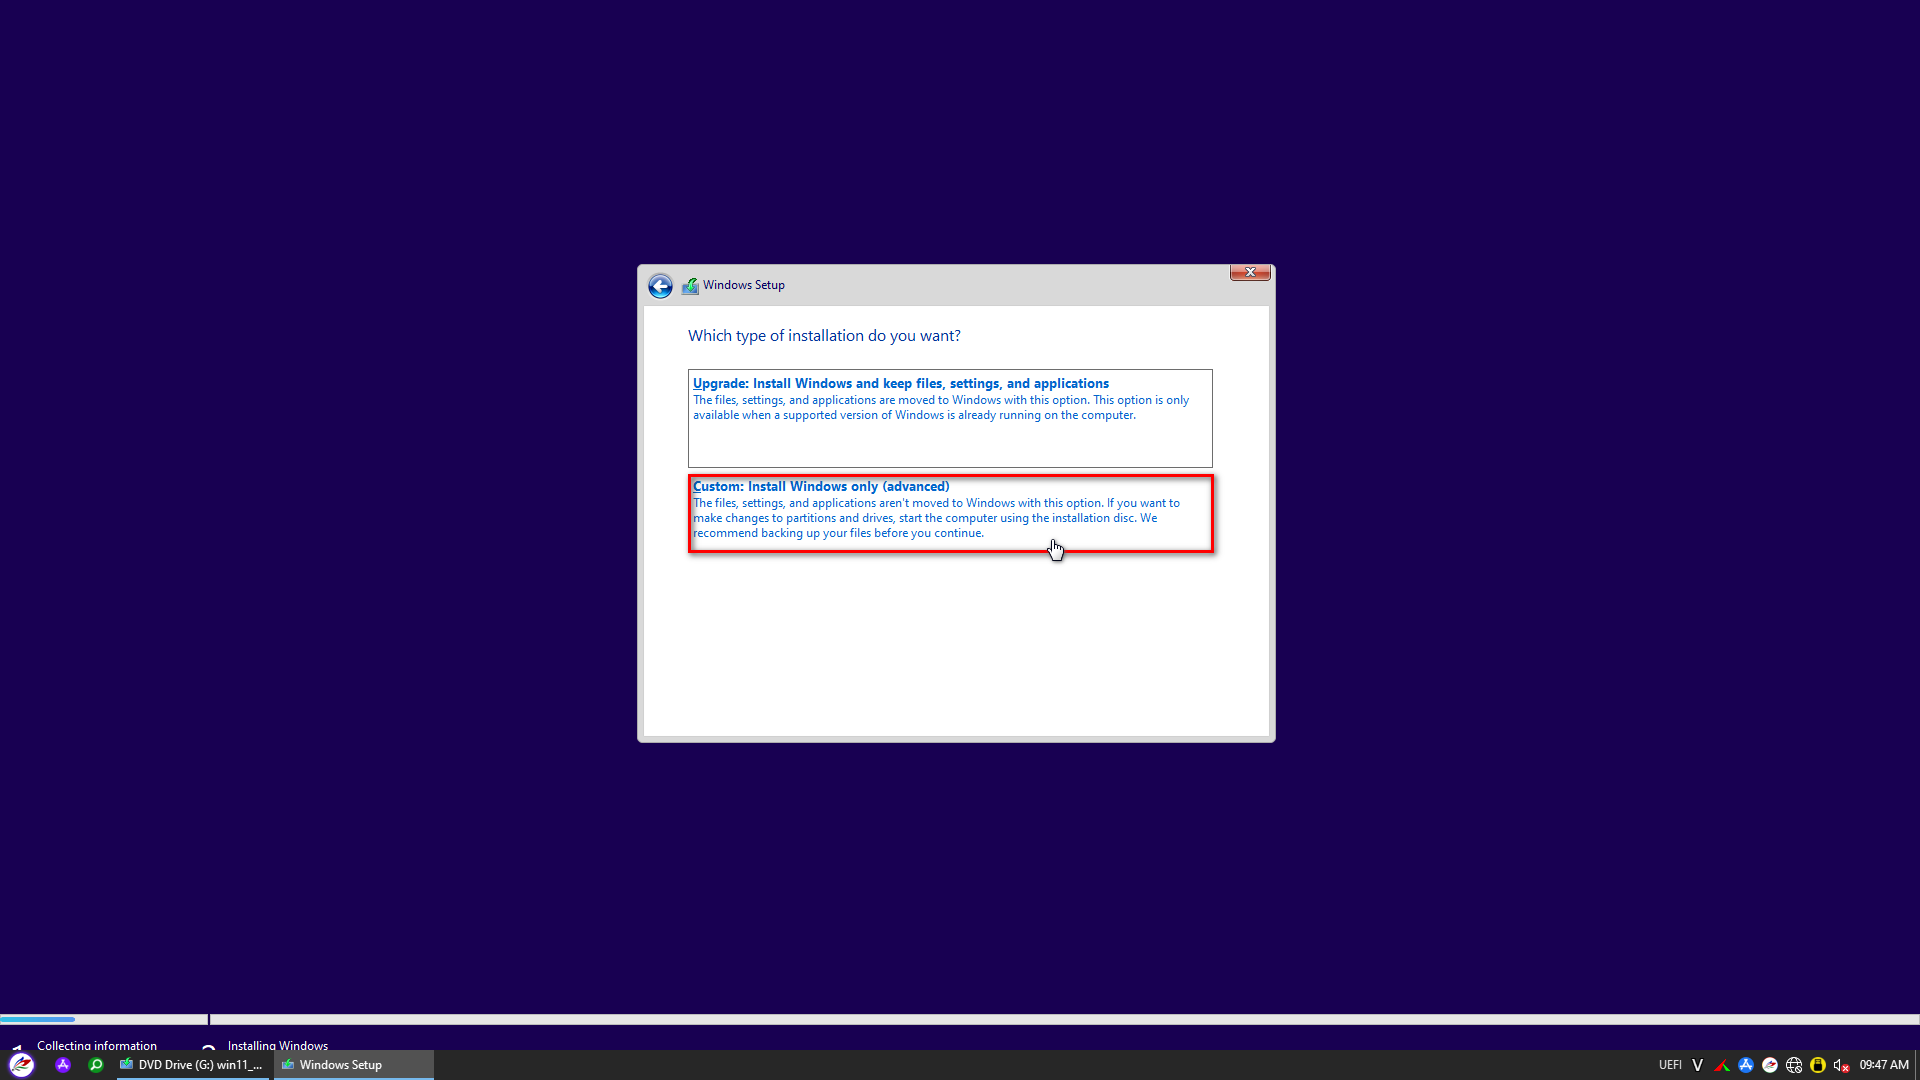 Windows Setup
Which type of installation do you want?
Upgrade: Install Windows and keep files, settings, and applications
The files, settings, and applications are moved to Windows with this option. This option is only
available when a supported version of Windows is already running on the computer.
Custom: Install Windows only (advanced)
The files, settings, and applications aren't moved to Windows with this option. If you want to
make changes to partitions and drives, start the computer using the installation disc. We
recommend backing up your files before you continue.
Collecting information
Installing Windows
DVD Drive (G:) win11_...
Windows Setup
UEFI
V
09:47 AM